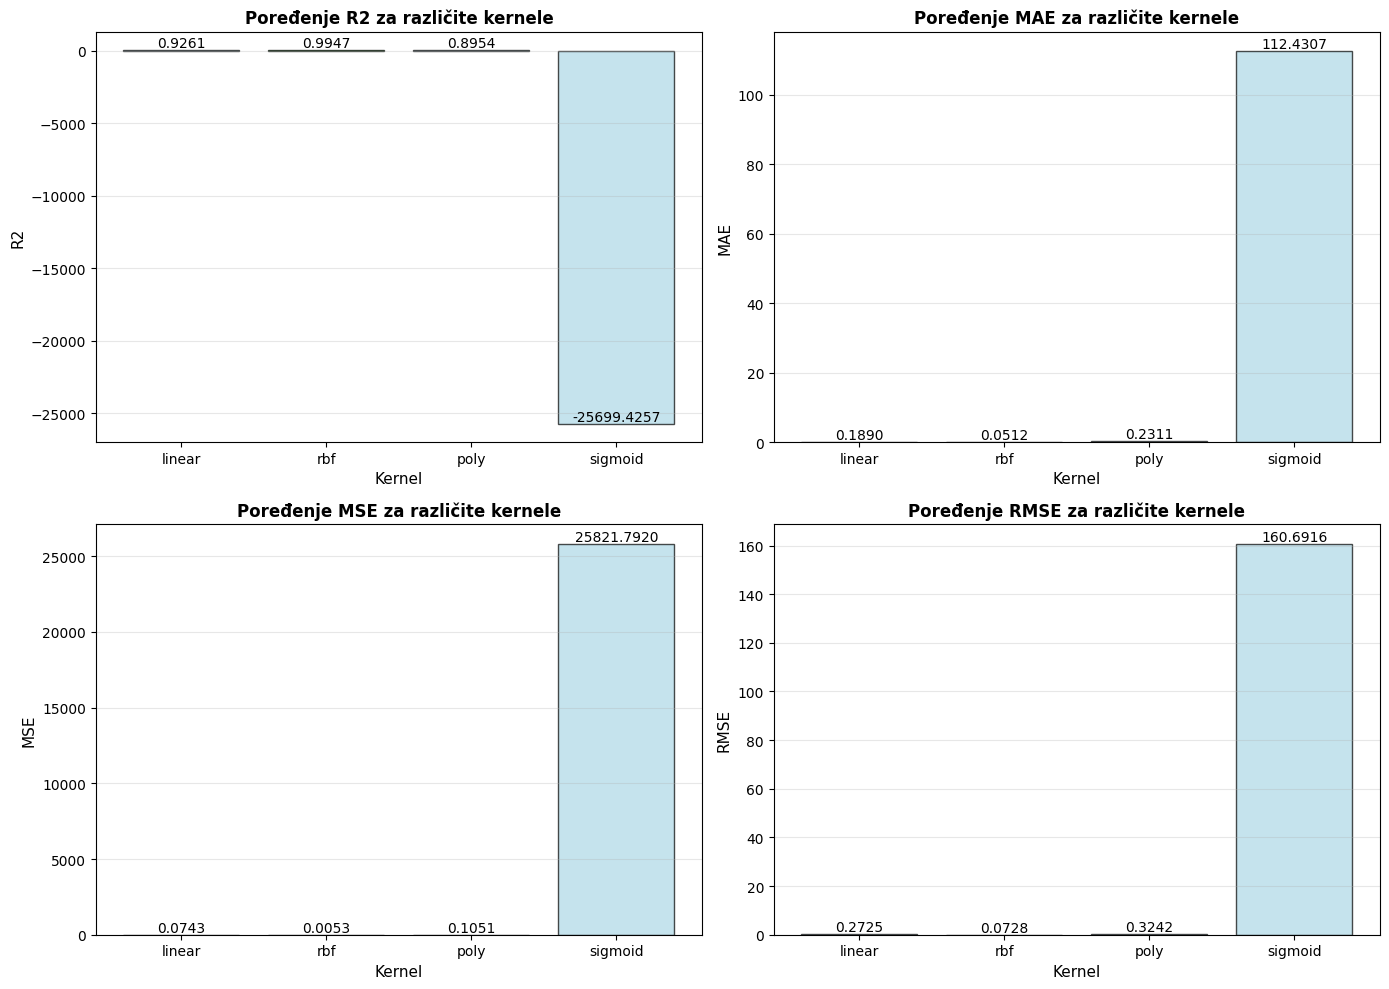 Poređenje R2 za različite kernele
0.9261
0.9947
0.8954
-25699.4257
0
−5000
−10000
−15000
−20000
−25000
R2
linear
rbf
poly
sigmoid
Kernel
Poređenje MAE za različite kernele
112.4307
0.1890
0.0512
0.2311
100
80
60
40
20
0
MAE
linear
rbf
poly
sigmoid
Kernel
Poređenje MSE za različite kernele
25821.7920
0.0743
0.0053
0.1051
25000
20000
15000
10000
5000
0
MSE
linear
rbf
poly
sigmoid
Kernel
Poređenje RMSE za različite kernele
160.6916
0.2725
0.0728
0.3242
160
140
120
100
80
60
40
20
0
RMSE
linear
rbf
poly
sigmoid
Kernel